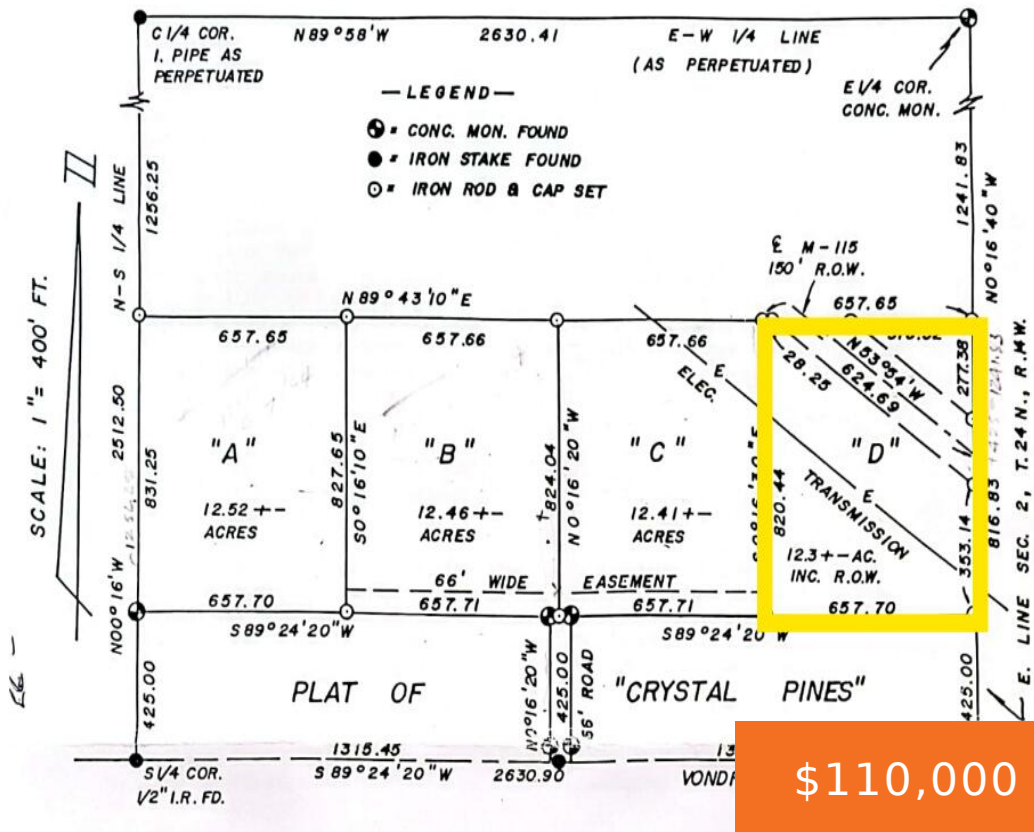 C 1/4 COR.
I. PIPE AS
PERPETUATED
N89°58'W
2630.41
E-W 1/4 LINE
(AS PERPETUATED)
E 1/4 COR.
CONC. MON.
— LEGEND —
= CONC. MON. FOUND
= IRON STAKE FOUND
= IRON ROD & CAP SET
1256.25
N-S 1/4 LINE
1241.83
N0°16'40"W
SCALE: 1"= 400' FT.
℄ M-115
150' R.O.W.
N 89°43'10"E
657.65
657.65
657.66
657.66
ELEC.
E
28.25
N53°54'W
624.69
277.38
2512.50
831.25
"A"
12.52 +-
ACRES
827.65
S0°16'10"E
"B"
12.46 +-
ACRES
824.04
N0°16'20"W
"C"
12.41 +-
ACRES
820.44
"D"
E
TRANSMISSION
12.3 +- AC.
INC. R.O.W.
353.14
816.83
E. LINE SEC. 2 T.24 N., R.14W.
66' WIDE EASEMENT
N00°16'W
657.70
657.71
657.71
657.70
S89°24'20"W
S89°24'20"W
425.00
PLAT OF
N0°16'20"W
425.00
56' ROAD
"CRYSTAL PINES"
425.00
1315.45
S 1/4 COR.
1/2" I.R. FD.
S 89°24'20"W
2630.90
$110,000